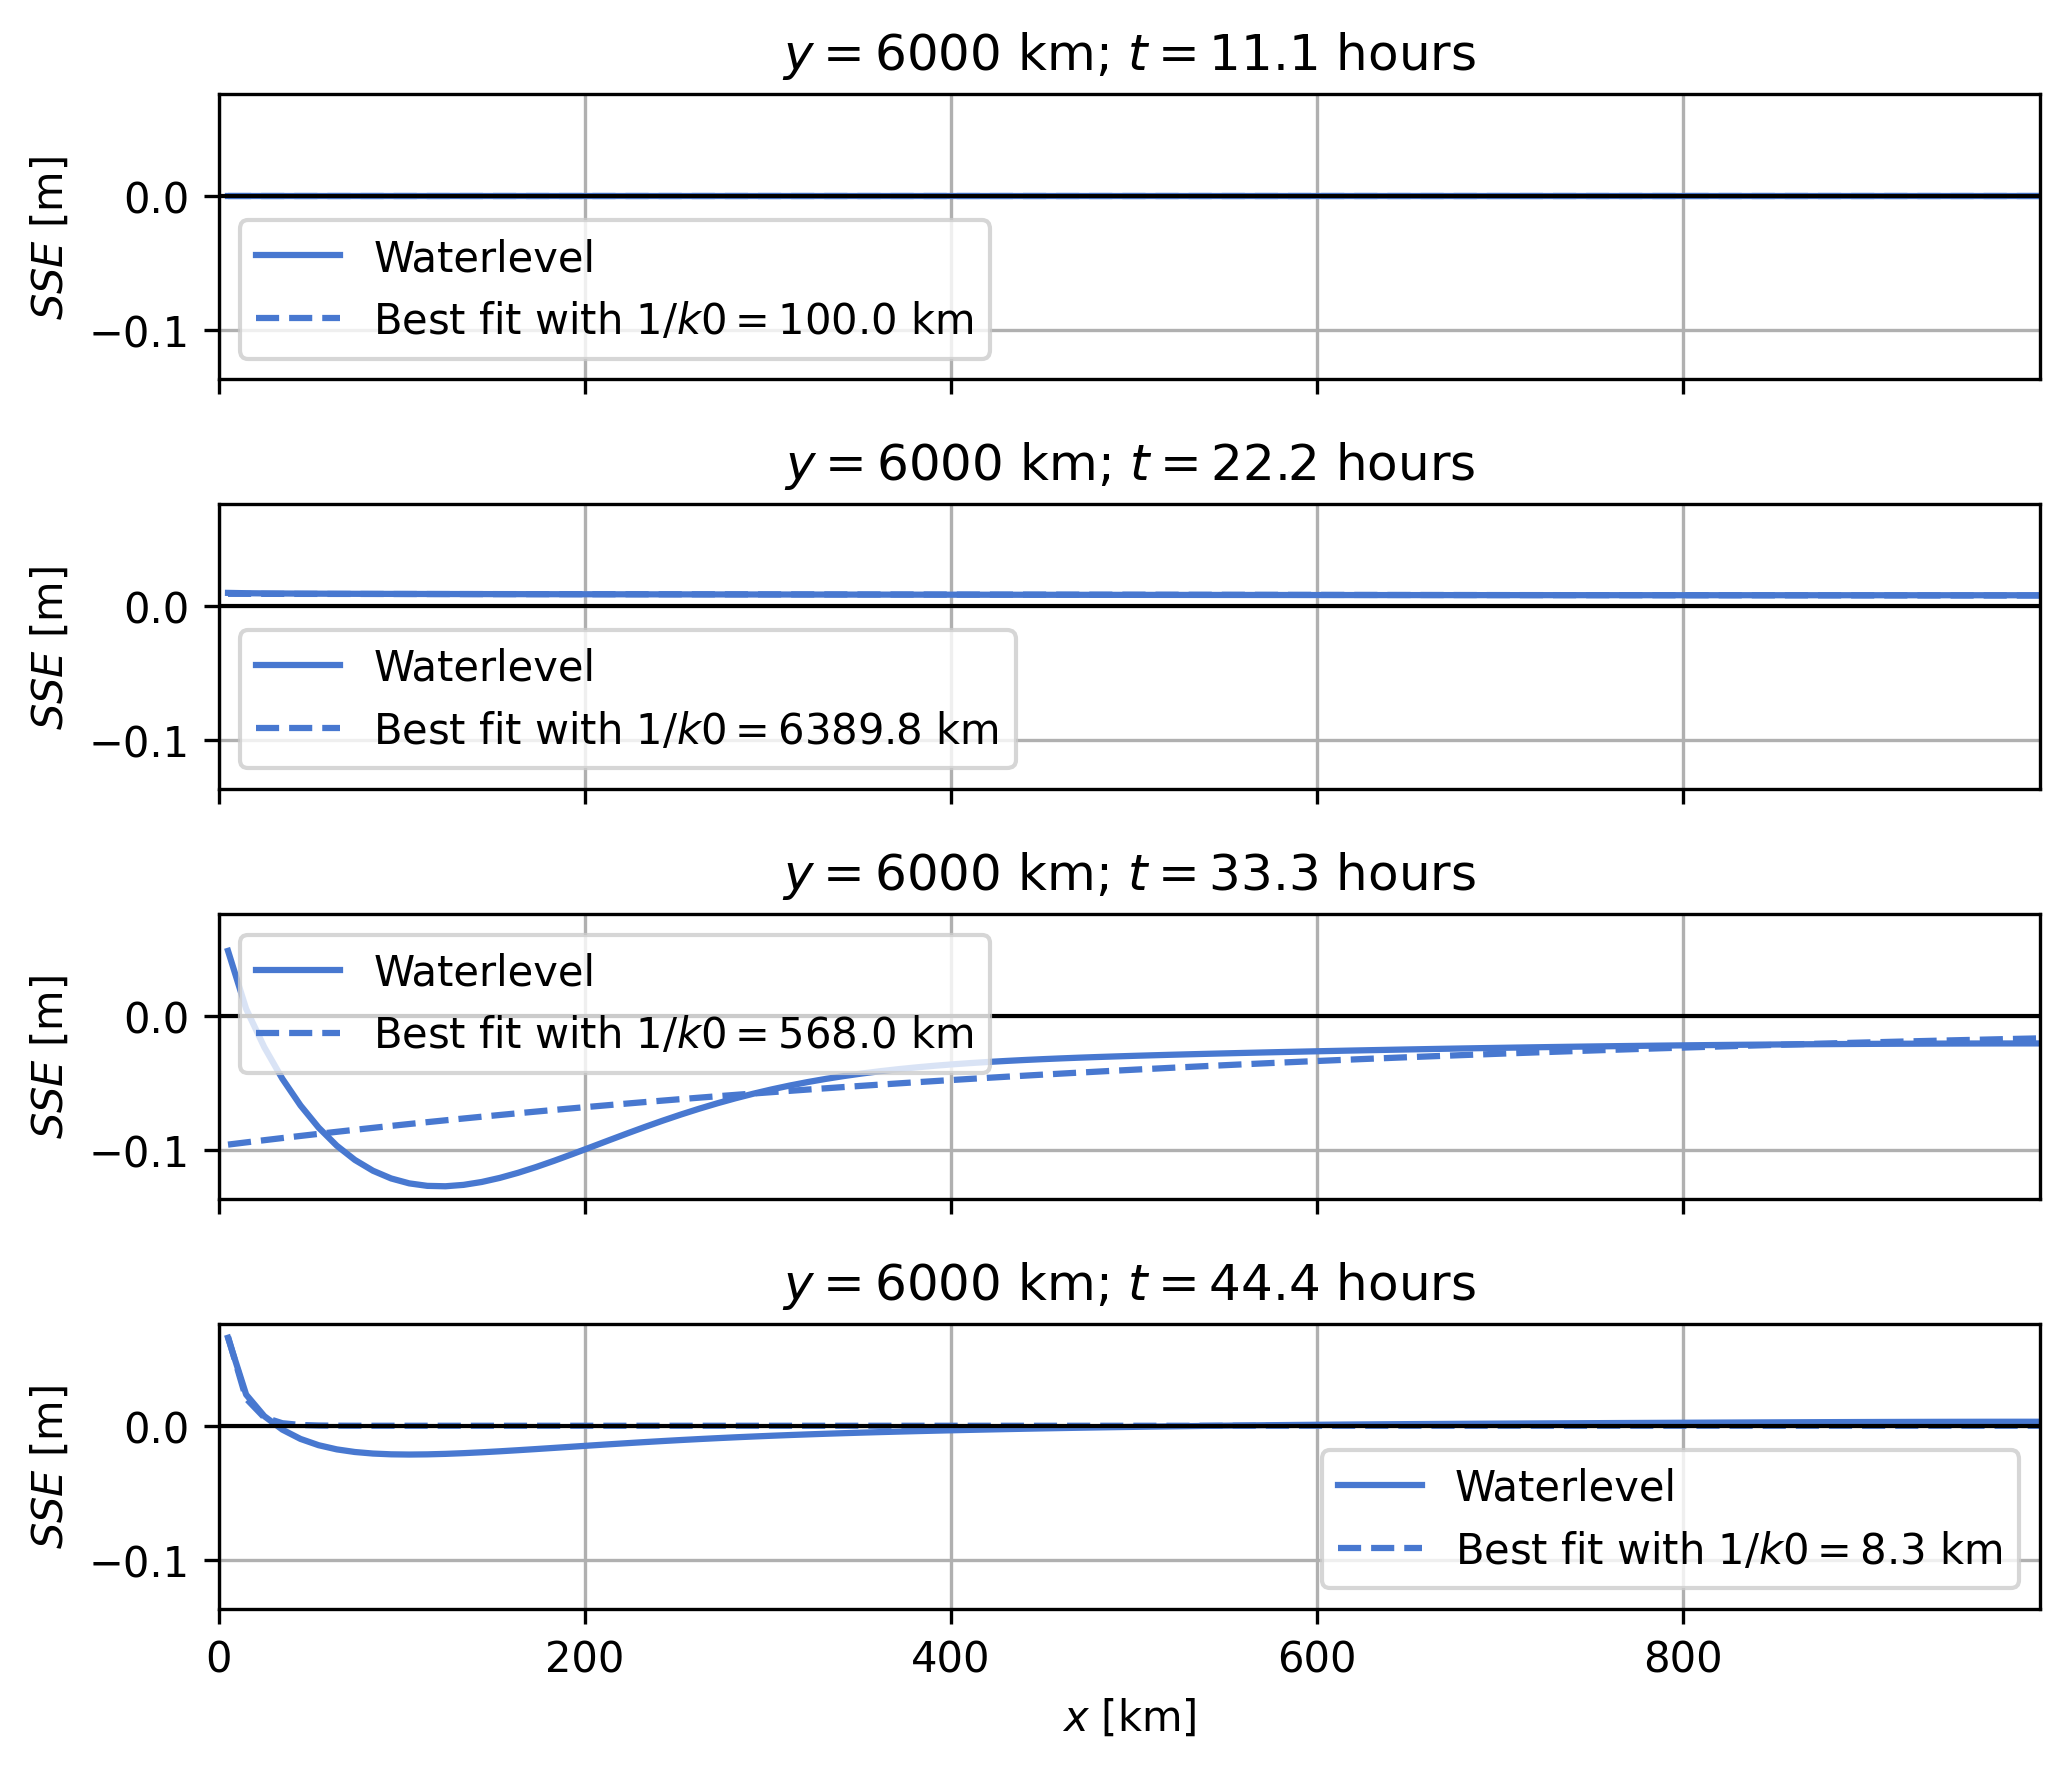 y = 6000 km; t = 11.1 hours
SSE [m]
0.0
−0.1
Waterlevel
Best fit with 1/k0 = 100.0 km
y = 6000 km; t = 22.2 hours
SSE [m]
0.0
−0.1
Waterlevel
Best fit with 1/k0 = 6389.8 km
y = 6000 km; t = 33.3 hours
SSE [m]
0.0
−0.1
Waterlevel
Best fit with 1/k0 = 568.0 km
y = 6000 km; t = 44.4 hours
SSE [m]
0.0
−0.1
Waterlevel
Best fit with 1/k0 = 8.3 km
0 200 400 600 800
x [km]